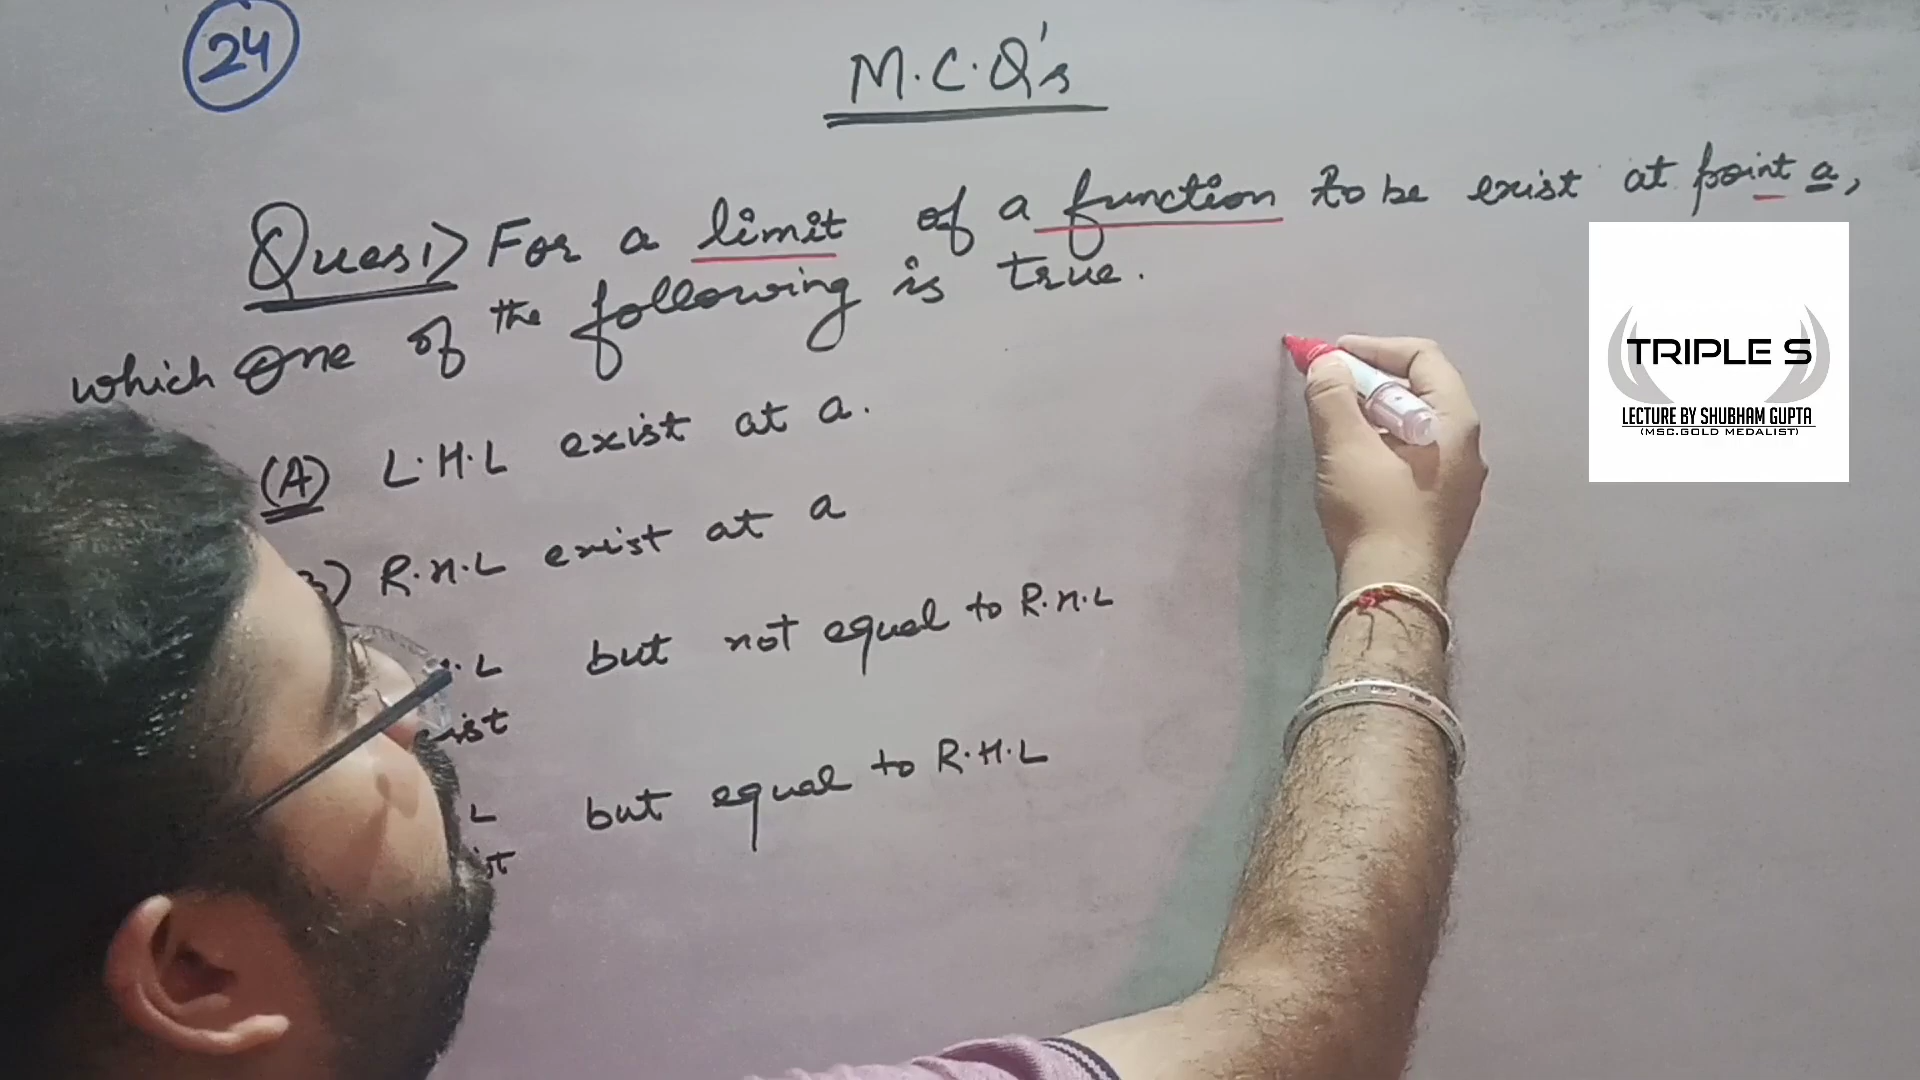 24
M.C.Q's
Ques1) For a limit of a function to be exist at point a,
which one of the following is true.
(A) L.H.L exist at a.
) R.H.L exist at a
.L but not equal to R.H.L
L but equal to R.H.L
TRIPLE S
LECTURE BY SHUBHAM GUPTA
(MSC.GOLD MEDALIST)